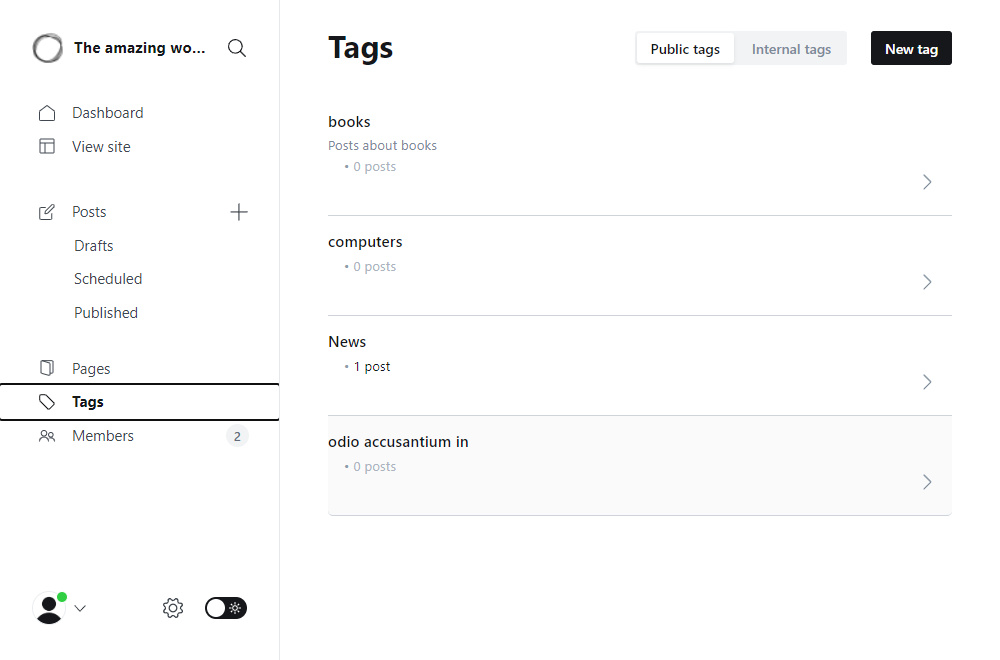 The amazing wo...
Dashboard
View site
Posts
Drafts
Scheduled
Published
Pages
Tags
Members
2
Tags
Public tags
Internal tags
New tag
books
Posts about books
• 0 posts
computers
• 0 posts
News
• 1 post
odio accusantium in
• 0 posts